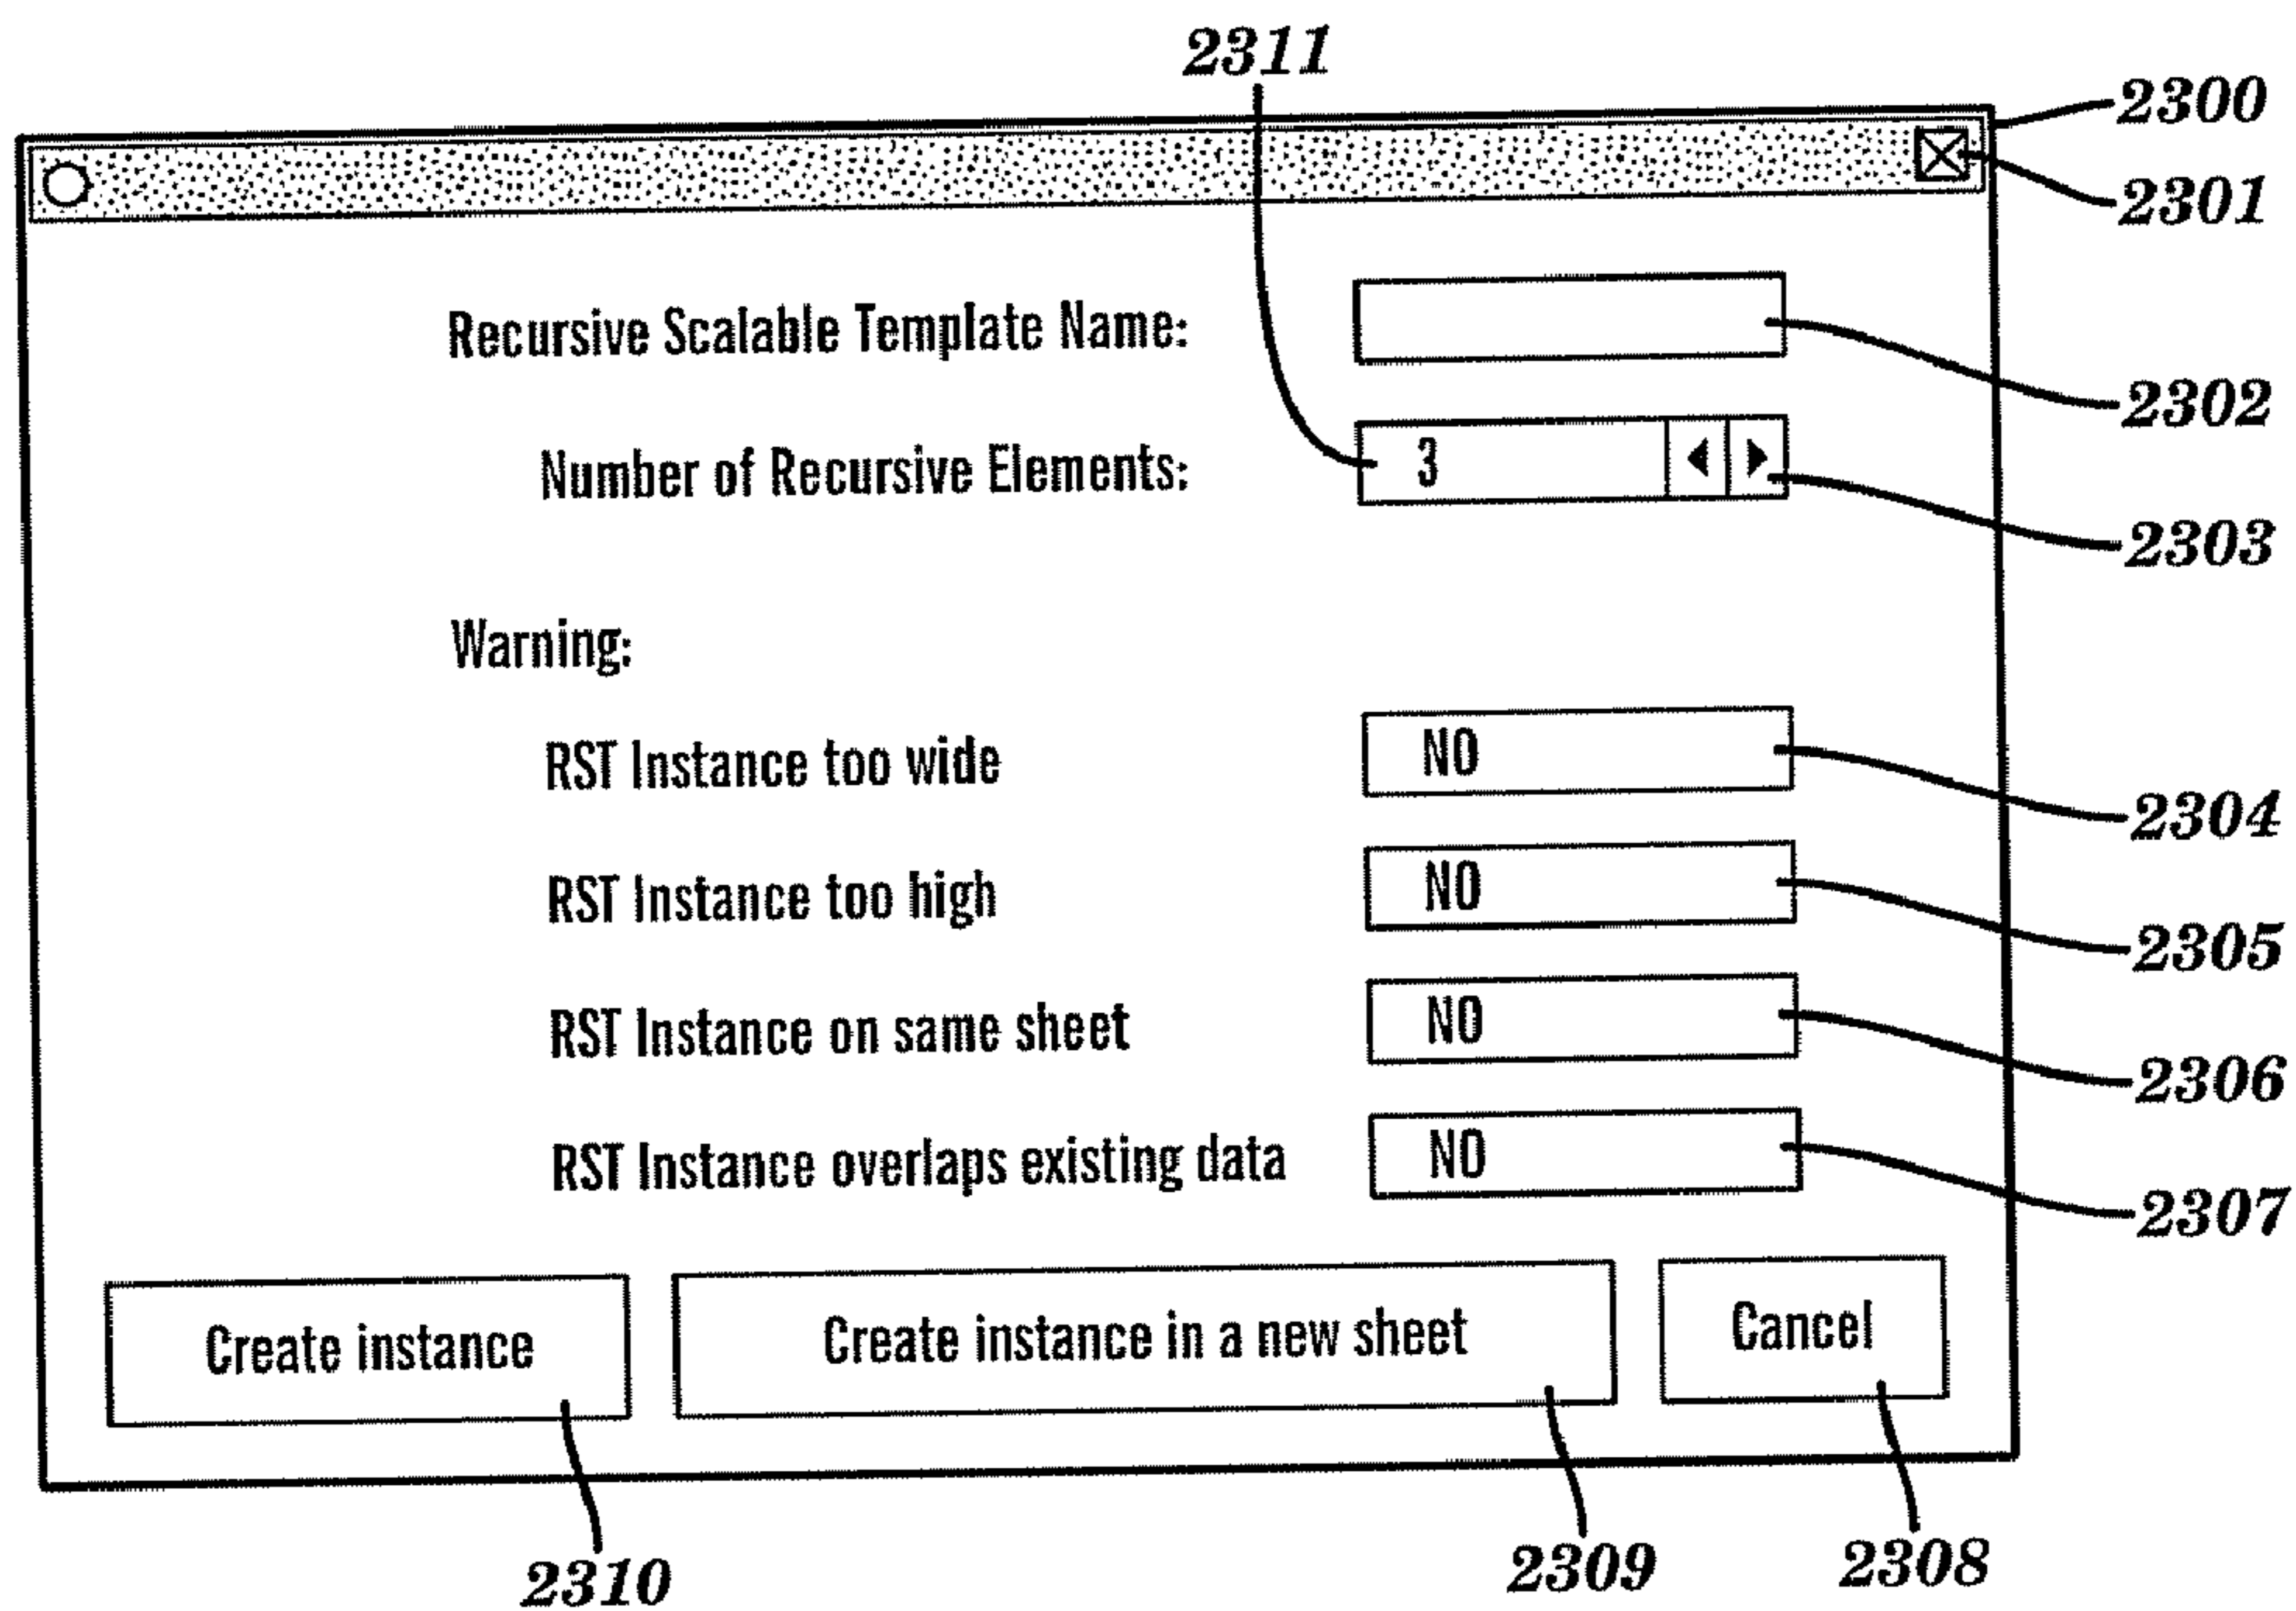 2311
2300
2301
Recursive Scalable Template Name:
2302
Number of Recursive Elements: 3
2303
Warning:
RST Instance too wide NO
2304
RST Instance too high NO
2305
RST Instance on same sheet NO
2306
RST Instance overlaps existing data NO
2307
Create instance Create instance in a new sheet Cancel
2310 2309 2308